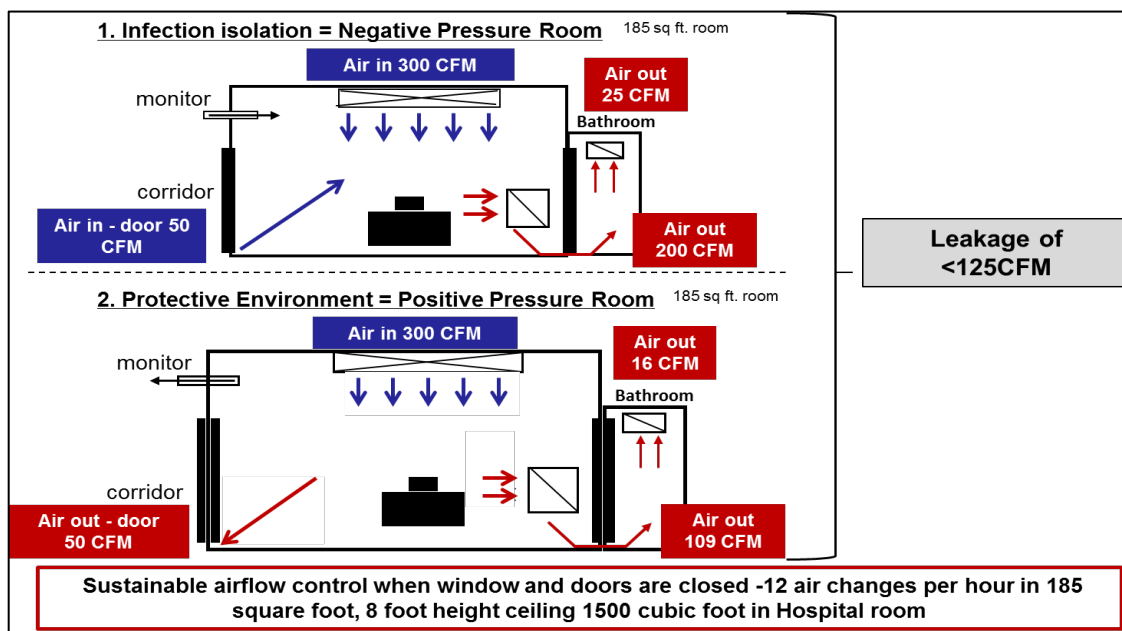 1. Infection isolation = Negative Pressure Room
185 sq ft. room
Air in 300 CFM
Air out
25 CFM
monitor
Bathroom
corridor
Air in - door 50
CFM
Air out
200 CFM
Leakage of
<125CFM
2. Protective Environment = Positive Pressure Room
185 sq ft. room
Air in 300 CFM
Air out
16 CFM
monitor
Bathroom
corridor
Air out - door
50 CFM
Air out
109 CFM
Sustainable airflow control when window and doors are closed -12 air changes per hour in 185
square foot, 8 foot height ceiling 1500 cubic foot in Hospital room